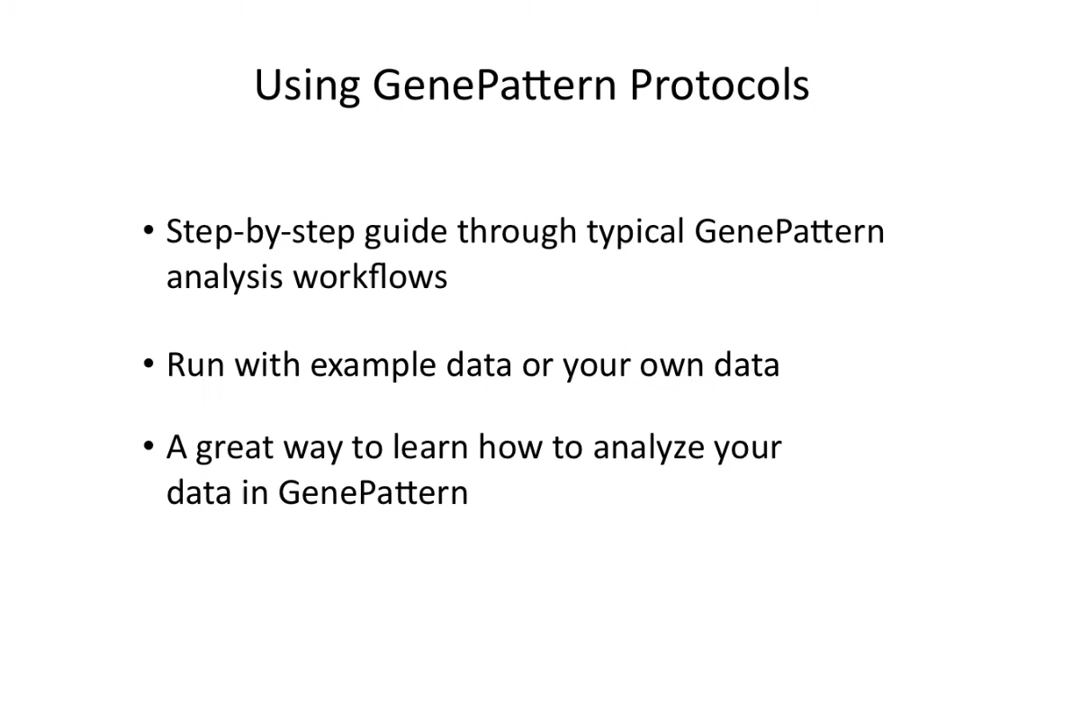 Using GenePattern Protocols
• Step-by-step guide through typical GenePattern
analysis workflows
• Run with example data or your own data
• A great way to learn how to analyze your
data in GenePattern